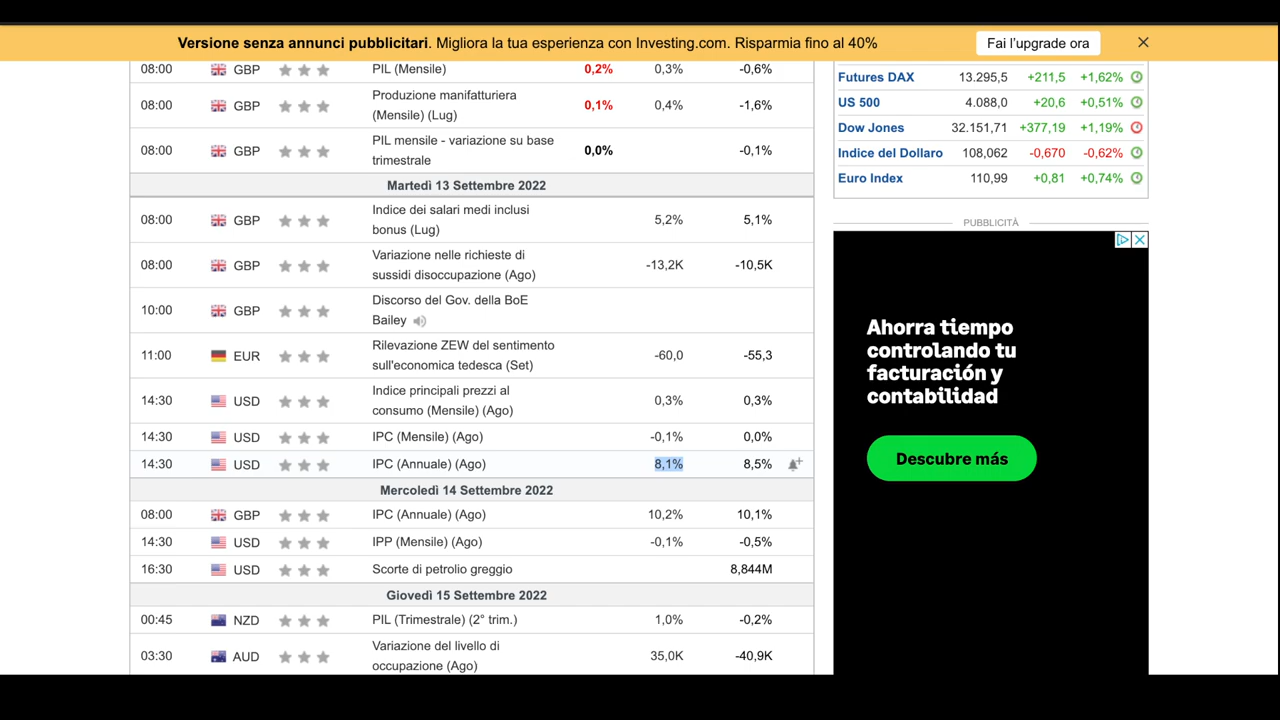 Versione senza annunci pubblicitari. Migliora la tua esperienza con Investing.com. Risparmia fino al 40% Fai l'upgrade ora
08:00 GBP PIL (Mensile) 0,2% 0,3% -0,6%
08:00 GBP Produzione manifatturiera
(Mensile) (Lug) 0,1% 0,4% -1,6%
08:00 GBP PIL mensile - variazione su base
trimestrale 0,0% -0,1%
Martedì 13 Settembre 2022
08:00 GBP Indice dei salari medi inclusi
bonus (Lug) 5,2% 5,1%
08:00 GBP Variazione nelle richieste di
sussidi disoccupazione (Ago) -13,2K -10,5K
10:00 GBP Discorso del Gov. della BoE
Bailey
11:00 EUR Rilevazione ZEW del sentimento
sull'economica tedesca (Set) -60,0 -55,3
14:30 USD Indice principali prezzi al
consumo (Mensile) (Ago) 0,3% 0,3%
14:30 USD IPC (Mensile) (Ago) -0,1% 0,0%
14:30 USD IPC (Annuale) (Ago) 8,1% 8,5%
Mercoledì 14 Settembre 2022
08:00 GBP IPC (Annuale) (Ago) 10,2% 10,1%
14:30 USD IPP (Mensile) (Ago) -0,1% -0,5%
16:30 USD Scorte di petrolio greggio 8,844M
Giovedì 15 Settembre 2022
00:45 NZD PIL (Trimestrale) (2° trim.) 1,0% -0,2%
03:30 AUD Variazione del livello di
occupazione (Ago) 35,0K -40,9K
Futures DAX 13.295,5 +211,5 +1,62%
US 500 4.088,0 +20,6 +0,51%
Dow Jones 32.151,71 +377,19 +1,19%
Indice del Dollaro 108,062 -0,670 -0,62%
Euro Index 110,99 +0,81 +0,74%
PUBBLICITÀ
Ahorra tiempo
controlando tu
facturación y
contabilidad
Descubre más